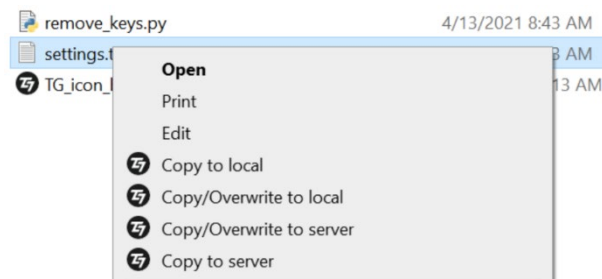 remove_keys.py 4/13/2021 8:43 AM
settings.t 3 AM
TG_icon_ 13 AM
Open
Print
Edit
Copy to local
Copy/Overwrite to local
Copy/Overwrite to server
Copy to server